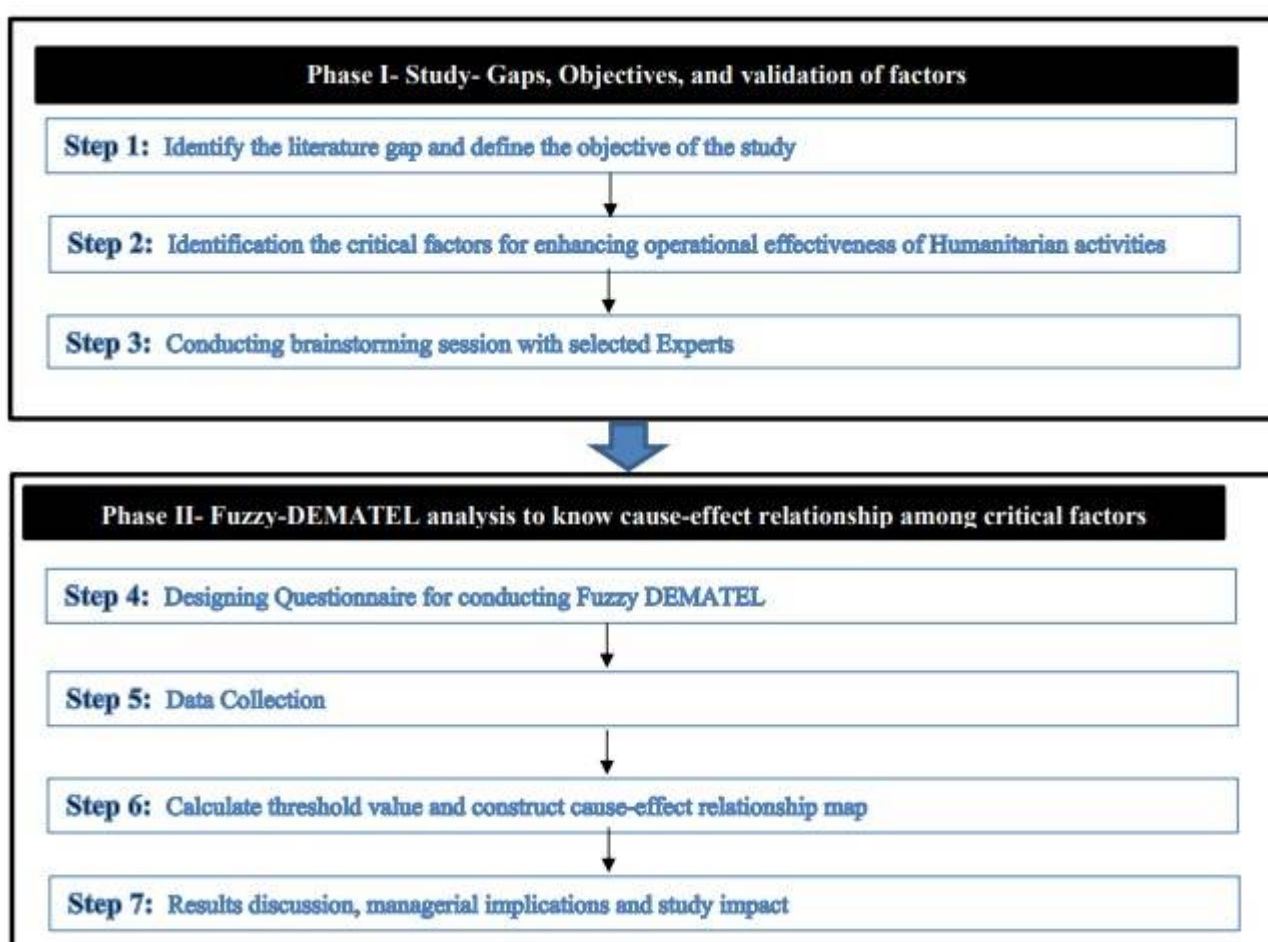 Phase I- Study- Gaps, Objectives, and validation of factors
Step 1: Identify the literature gap and define the objective of the study
Step 2: Identification the critical factors for enhancing operational effectiveness of Humanitarian activities
Step 3: Conducting brainstorming session with selected Experts
Phase II- Fuzzy-DEMATEL analysis to know cause-effect relationship among critical factors
Step 4: Designing Questionnaire for conducting Fuzzy DEMATEL
Step 5: Data Collection
Step 6: Calculate threshold value and construct cause-effect relationship map
Step 7: Results discussion, managerial implications and study impact